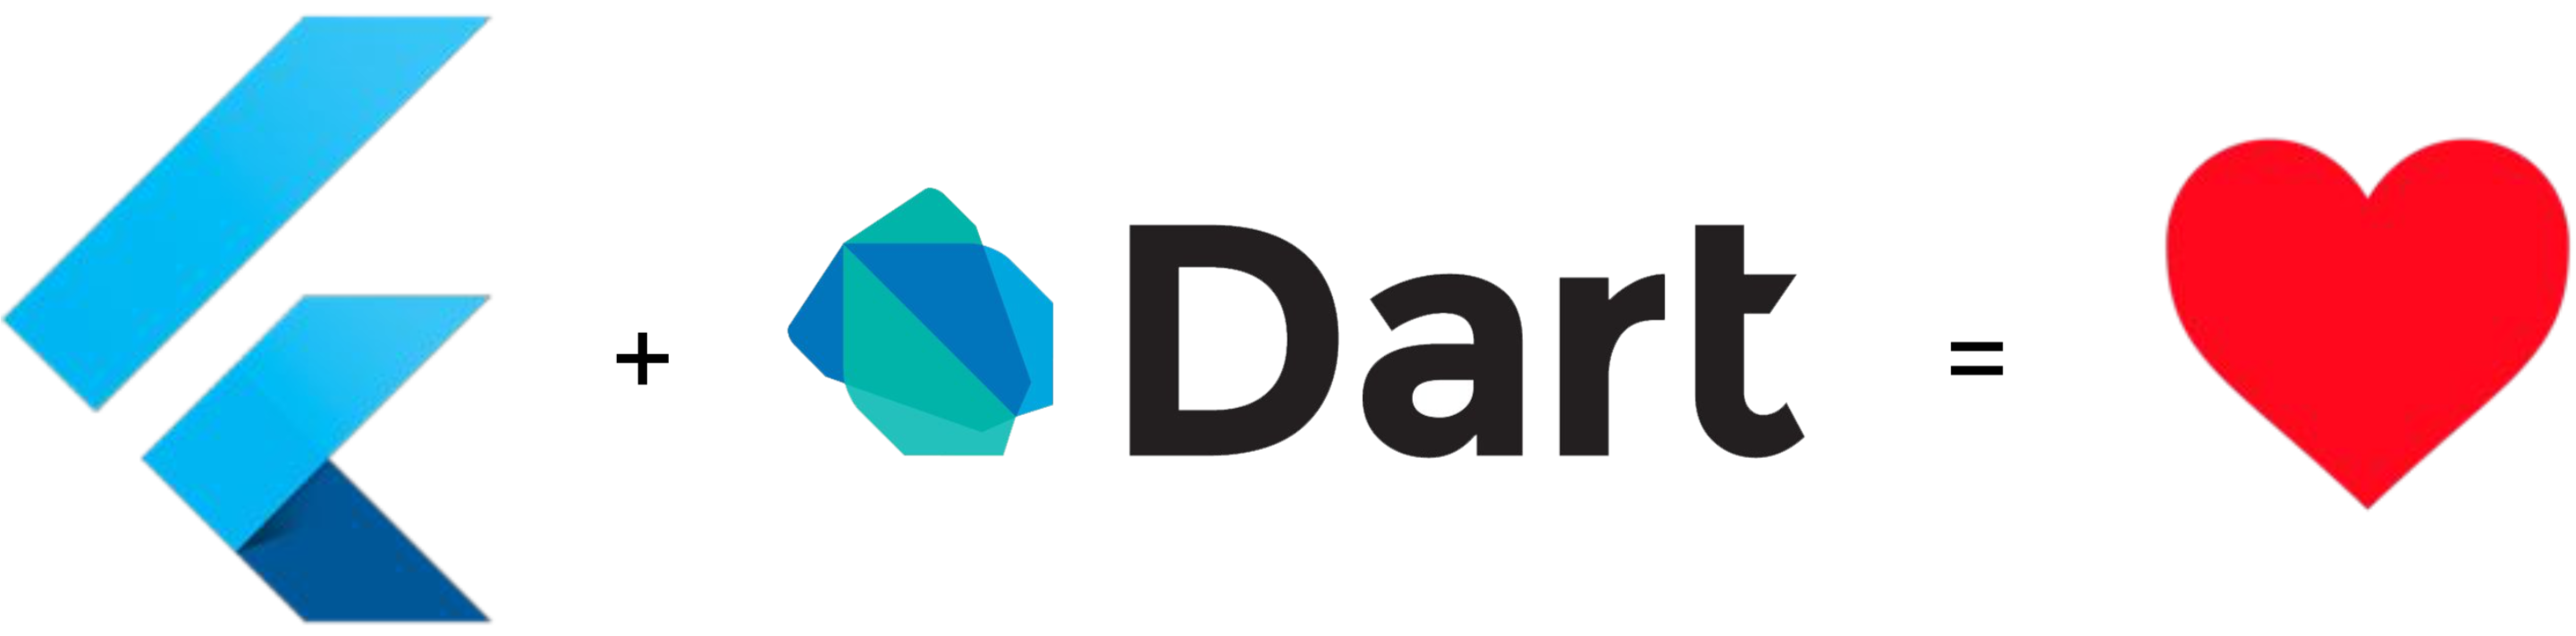 + Dart =